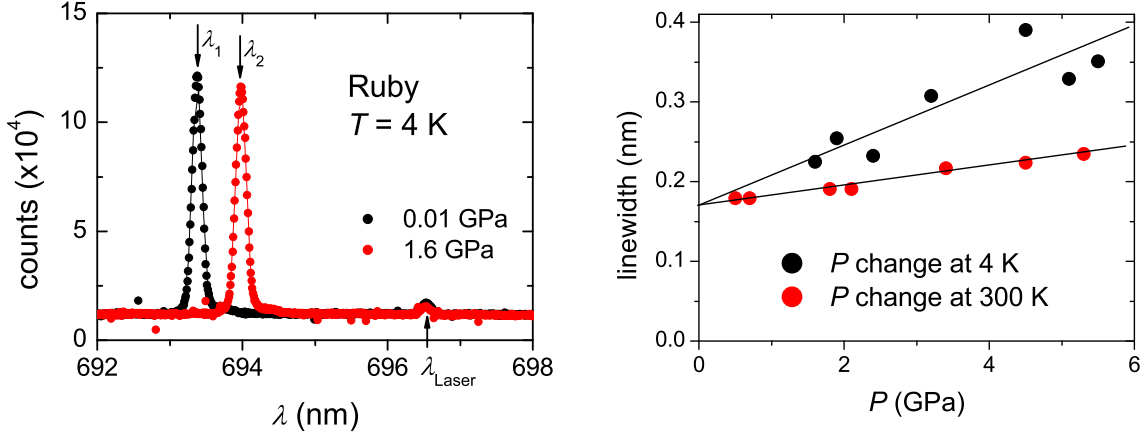 λ1
λ2
Ruby
T = 4 K
0.01 GPa
1.6 GPa
λLaser
counts (x10⁴)
15
10
5
0
692
694
696
698
λ (nm)
0.4
0.3
0.2
0.1
0.0
linewidth (nm)
P change at 4 K
P change at 300 K
0
2
4
6
P (GPa)